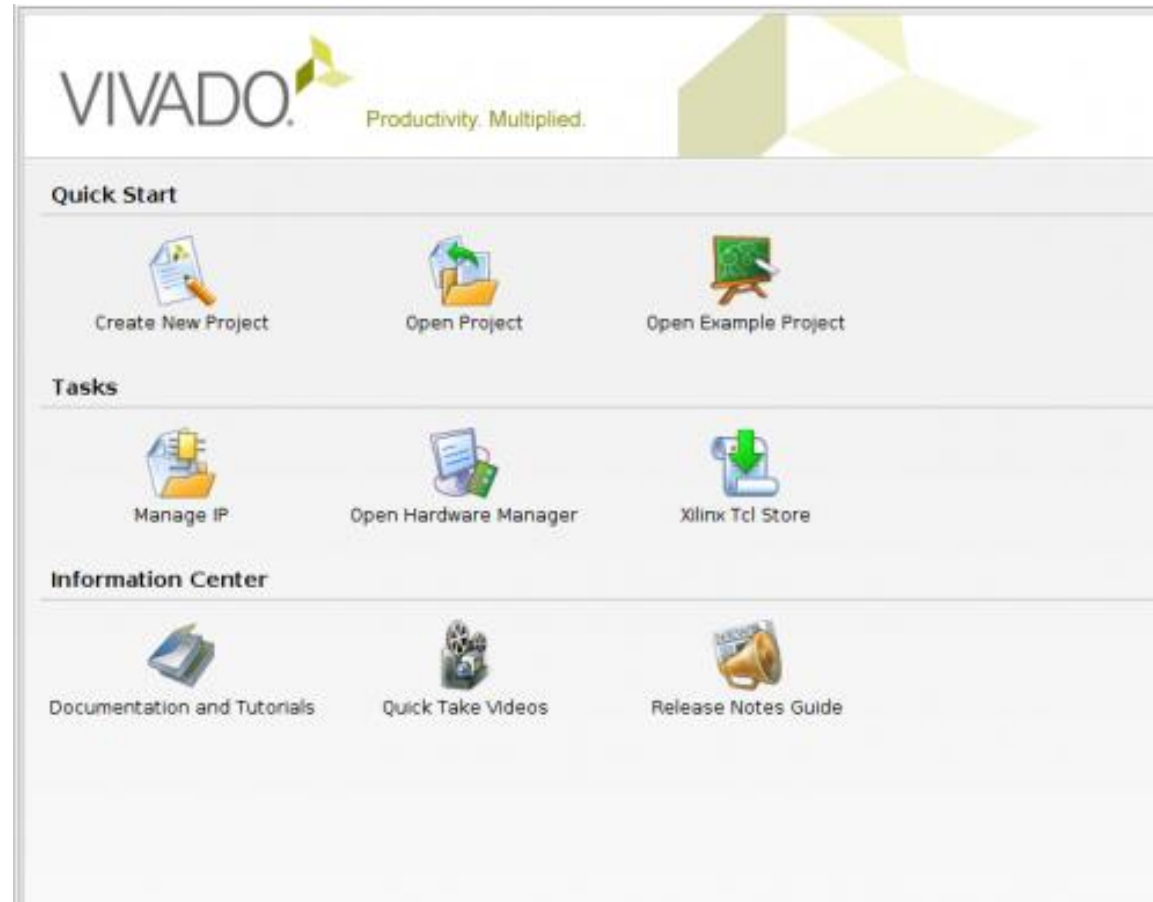 VIVADO.
Productivity. Multiplied.
Quick Start
Create New Project
Open Project
Open Example Project
Tasks
Manage IP
Open Hardware Manager
Xilinx Tcl Store
Information Center
Documentation and Tutorials
Quick Take Videos
Release Notes Guide